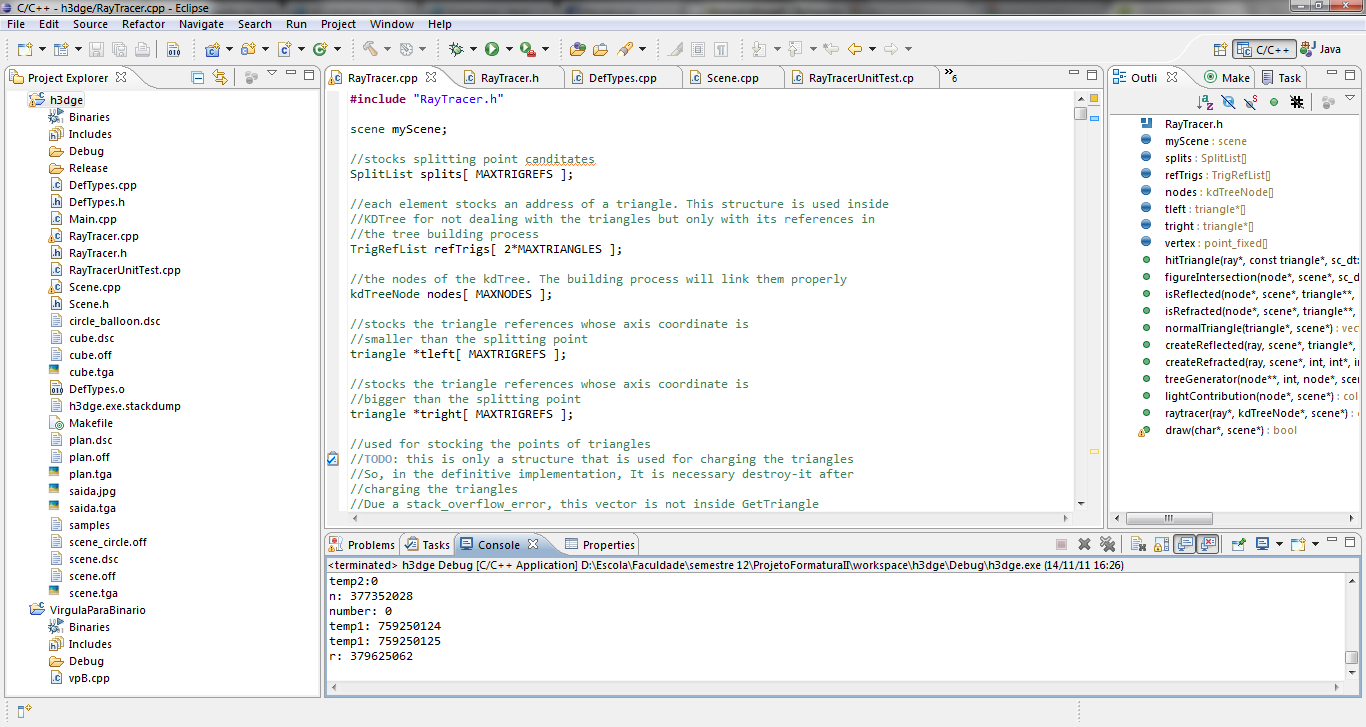 C/C++ - h3dge/RayTracer.cpp - Eclipse
File Edit Source Refactor Navigate Search Run Project Window Help
C/C++ Java
Project Explorer
h3dge
Binaries
Includes
Debug
Release
DefTypes.cpp
DefTypes.h
Main.cpp
RayTracer.cpp
RayTracer.h
RayTracerUnitTest.cpp
Scene.cpp
Scene.h
circle_balloon.dsc
cube.dsc
cube.off
cube.tga
DefTypes.o
h3dge.exe.stackdump
Makefile
plan.dsc
plan.off
plan.tga
saida.jpg
saida.tga
samples
scene_circle.off
scene.dsc
scene.off
scene.tga
VirgulaParaBinario
Binaries
Includes
Debug
vpB.cpp
RayTracer.cpp RayTracer.h DefTypes.cpp Scene.cpp RayTracerUnitTest.cp »6
#include "RayTracer.h"
scene myScene;
//stocks splitting point canditates
SplitList splits[ MAXTRIGREFS ];
//each element stocks an address of a triangle. This structure is used inside
//KDTree for not dealing with the triangles but only with its references in
//the tree building process
TrigRefList refTrigs[ 2*MAXTRIANGLES ];
//the nodes of the kdTree. The building process will link them properly
kdTreeNode nodes[ MAXNODES ];
//stocks the triangle references whose axis coordinate is
//smaller than the splitting point
triangle *tleft[ MAXTRIGREFS ];
//stocks the triangle references whose axis coordinate is
//bigger than the splitting point
triangle *tright[ MAXTRIGREFS ];
//used for stocking the points of triangles
//TODO: this is only a structure that is used for charging the triangles
//So, in the definitive implementation, It is necessary destroy-it after
//charging the triangles
//Due a stack_overflow_error, this vector is not inside GetTriangle
Outli Make Task
RayTracer.h
myScene : scene
splits : SplitList[]
refTrigs : TrigRefList[]
nodes : kdTreeNode[]
tleft : triangle*[]
tright : triangle*[]
vertex : point_fixed[]
hitTriangle(ray*, const triangle*, sc_dt:
figureIntersection(node*, scene*, sc_d
isReflected(node*, scene*, triangle**,
isRefracted(node*, scene*, triangle**,
normalTriangle(triangle*, scene*) : vec
createReflected(ray, scene*, triangle*,
createRefracted(ray, scene*, int, int*, ir
treeGenerator(node**, int, node*, scen
lightContribution(node*, scene*) : col
raytracer(ray*, kdTreeNode*, scene*) : c
draw(char*, scene*) : bool
Problems Tasks Console Properties
<terminated> h3dge Debug [C/C++ Application] D:\Escola\Faculdade\semestre 12\ProjetoFormaturaII\workspace\h3dge\Debug\h3dge.exe (14/11/11 16:26)
temp2:0
n: 377352028
number: 0
temp1: 759250124
temp1: 759250125
r: 379625062